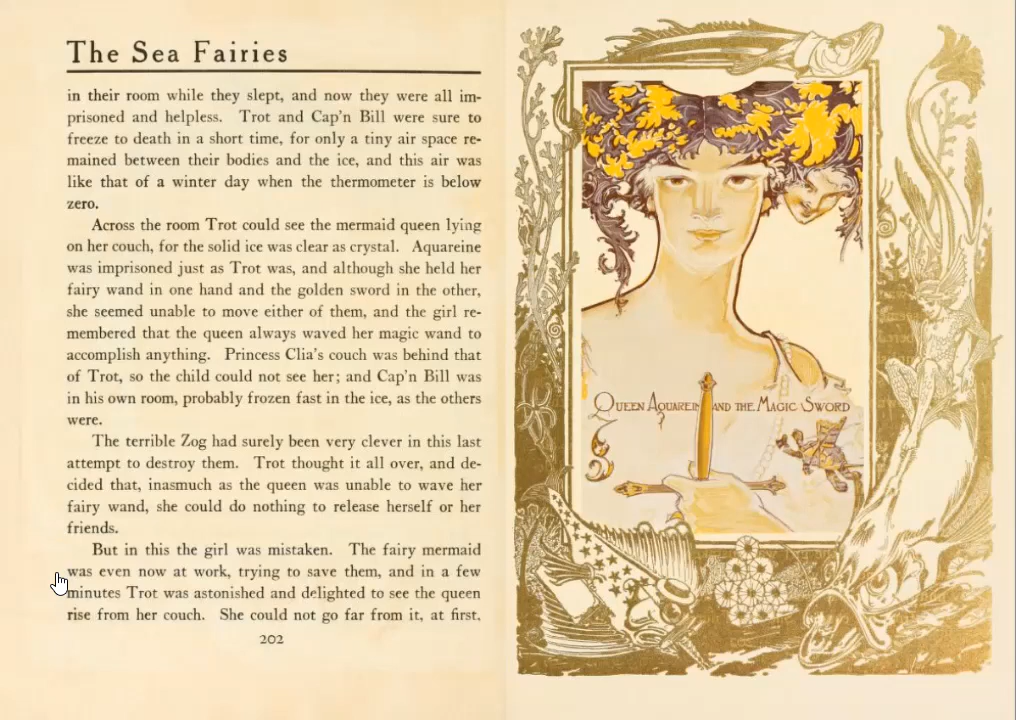 The Sea Fairies
in their room while they slept, and now they were all im-
prisoned and helpless. Trot and Cap'n Bill were sure to
freeze to death in a short time, for only a tiny air space re-
mained between their bodies and the ice, and this air was
like that of a winter day when the thermometer is below
zero.
Across the room Trot could see the mermaid queen lying
on her couch, for the solid ice was clear as crystal. Aquareine
was imprisoned just as Trot was, and although she held her
fairy wand in one hand and the golden sword in the other,
she seemed unable to move either of them, and the girl re-
membered that the queen always waved her magic wand to
accomplish anything. Princess Clia's couch was behind that
of Trot, so the child could not see her; and Cap'n Bill was
in his own room, probably frozen fast in the ice, as the others
were.
The terrible Zog had surely been very clever in this last
attempt to destroy them. Trot thought it all over, and de-
cided that, inasmuch as the queen was unable to wave her
fairy wand, she could do nothing to release herself or her
friends.
But in this the girl was mistaken. The fairy mermaid
was even now at work, trying to save them, and in a few
minutes Trot was astonished and delighted to see the queen
rise from her couch. She could not go far from it, at first,
202
QUEEN AQUAREIN AND THE MAGIC SWORD